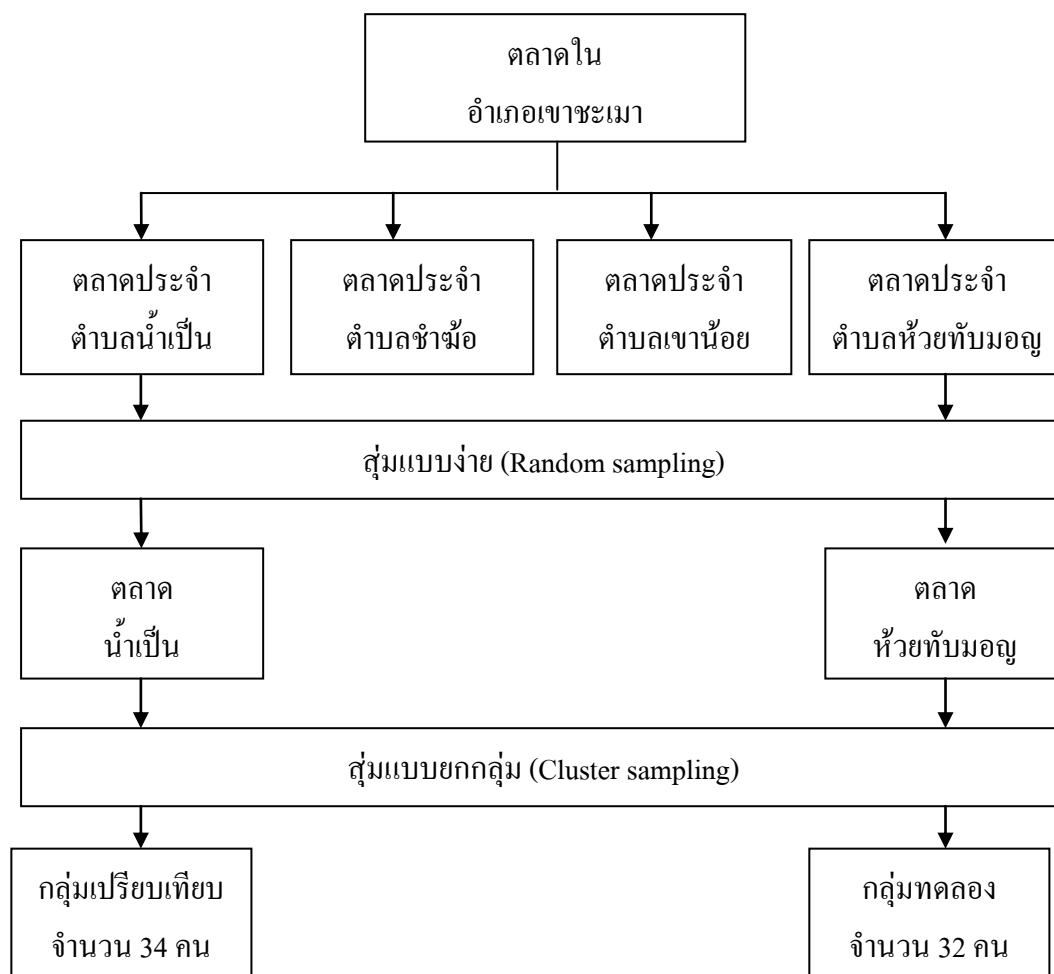 ตลาดใน
อำเภอเขาชะเมา
ตลาดประจำ
ตำบลน้ำเป็น
ตลาดประจำ
ตำบลชำฆ้อ
ตลาดประจำ
ตำบลเขาน้อย
ตลาดประจำ
ตำบลห้วยทับมอญ
สุ่มแบบง่าย (Random sampling)
ตลาด
น้ำเป็น
ตลาด
ห้วยทับมอญ
สุ่มแบบยกกลุ่ม (Cluster sampling)
กลุ่มเปรียบเทียบ
จำนวน 34 คน
กลุ่มทดลอง
จำนวน 32 คน